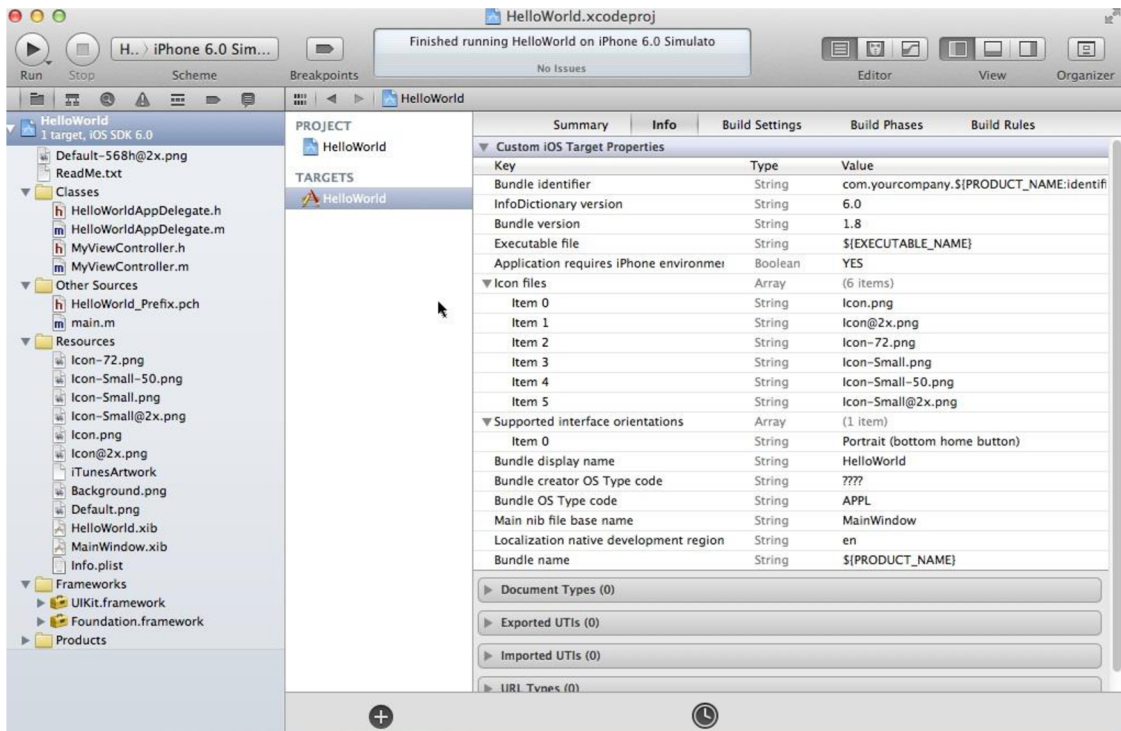 HelloWorld.xcodeproj
H.. iPhone 6.0 Sim...
Finished running HelloWorld on iPhone 6.0 Simulato
No Issues
Run Stop Scheme Breakpoints Editor View Organizer
HelloWorld
HelloWorld
1 target, iOS SDK 6.0
Default-568h@2x.png
ReadMe.txt
Classes
h HelloWorldAppDelegate.h
m HelloWorldAppDelegate.m
h MyViewController.h
m MyViewController.m
Other Sources
h HelloWorld_Prefix.pch
m main.m
Resources
Icon-72.png
Icon-Small-50.png
Icon-Small.png
Icon-Small@2x.png
Icon.png
Icon@2x.png
iTunesArtwork
Background.png
Default.png
HelloWorld.xib
MainWindow.xib
Info.plist
Frameworks
UIKit.framework
Foundation.framework
Products
PROJECT
HelloWorld
TARGETS
HelloWorld
Summary Info Build Settings Build Phases Build Rules
Custom iOS Target Properties
Key Type Value
Bundle identifier String com.yourcompany.${PRODUCT_NAME:identifi
InfoDictionary version String 6.0
Bundle version String 1.8
Executable file String ${EXECUTABLE_NAME}
Application requires iPhone environmer Boolean YES
Icon files Array (6 items)
Item 0 String Icon.png
Item 1 String Icon@2x.png
Item 2 String Icon-72.png
Item 3 String Icon-Small.png
Item 4 String Icon-Small-50.png
Item 5 String Icon-Small@2x.png
Supported interface orientations Array (1 item)
Item 0 String Portrait (bottom home button)
Bundle display name String HelloWorld
Bundle creator OS Type code String ????
Bundle OS Type code String APPL
Main nib file base name String MainWindow
Localization native development region String en
Bundle name String ${PRODUCT_NAME}
Document Types (0)
Exported UTIs (0)
Imported UTIs (0)
URL Types (0)